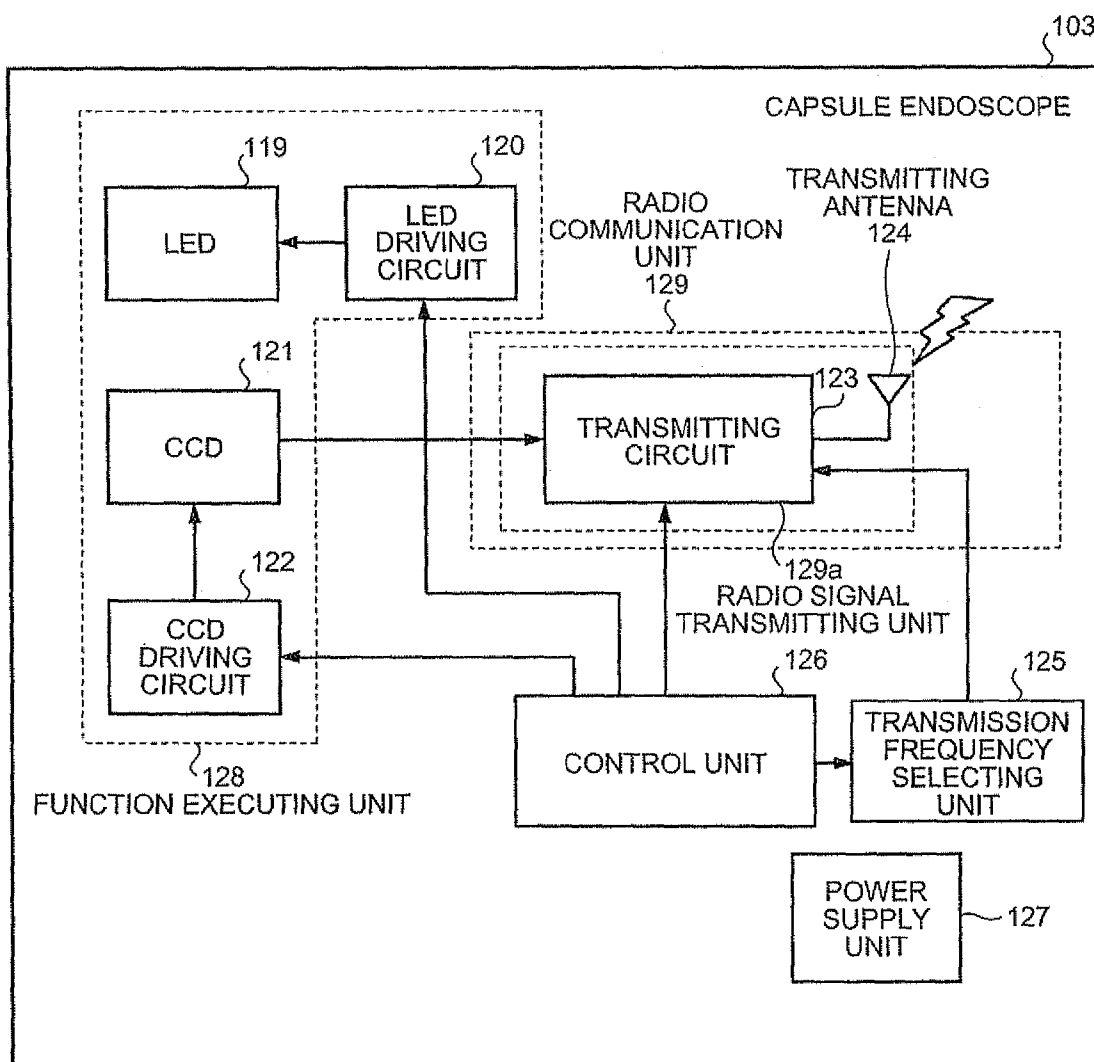 103
CAPSULE ENDOSCOPE
119
LED
120
LED
DRIVING
CIRCUIT
RADIO
COMMUNICATION
UNIT
129
TRANSMITTING
ANTENNA
124
121
CCD
123
TRANSMITTING
CIRCUIT
122
CCD
DRIVING
CIRCUIT
129a
RADIO SIGNAL
TRANSMITTING UNIT
126
CONTROL UNIT
125
TRANSMISSION
FREQUENCY
SELECTING
UNIT
128
FUNCTION EXECUTING UNIT
POWER
SUPPLY
UNIT
127